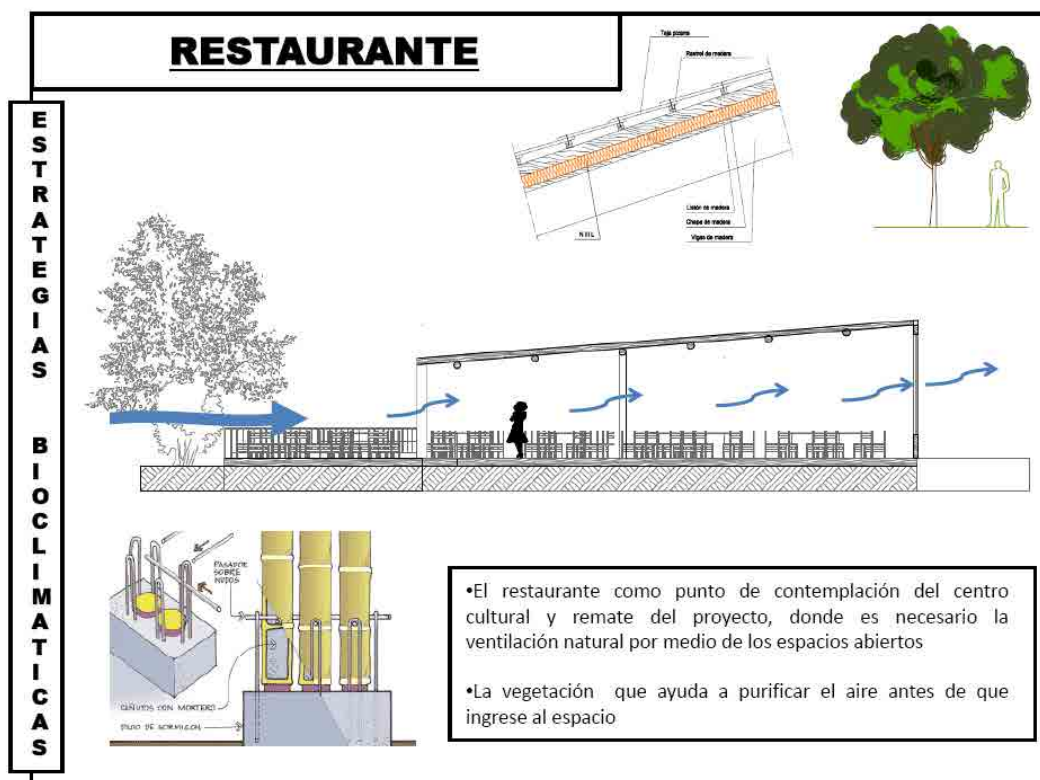 RESTAURANTE
ESTRATEGIAS BIOCLIMATICAS
Teja pizarra
Rastrel de madera
Listón de madera
Chapa de madera
Vigas de madera
PASADOR
SOBRE
NUDOS
CAÑUTOS CON MORTERO
•El restaurante como punto de contemplación del centro
cultural y remate del proyecto, donde es necesario la
ventilación natural por medio de los espacios abiertos
•La vegetación que ayuda a purificar el aire antes de que
ingrese al espacio